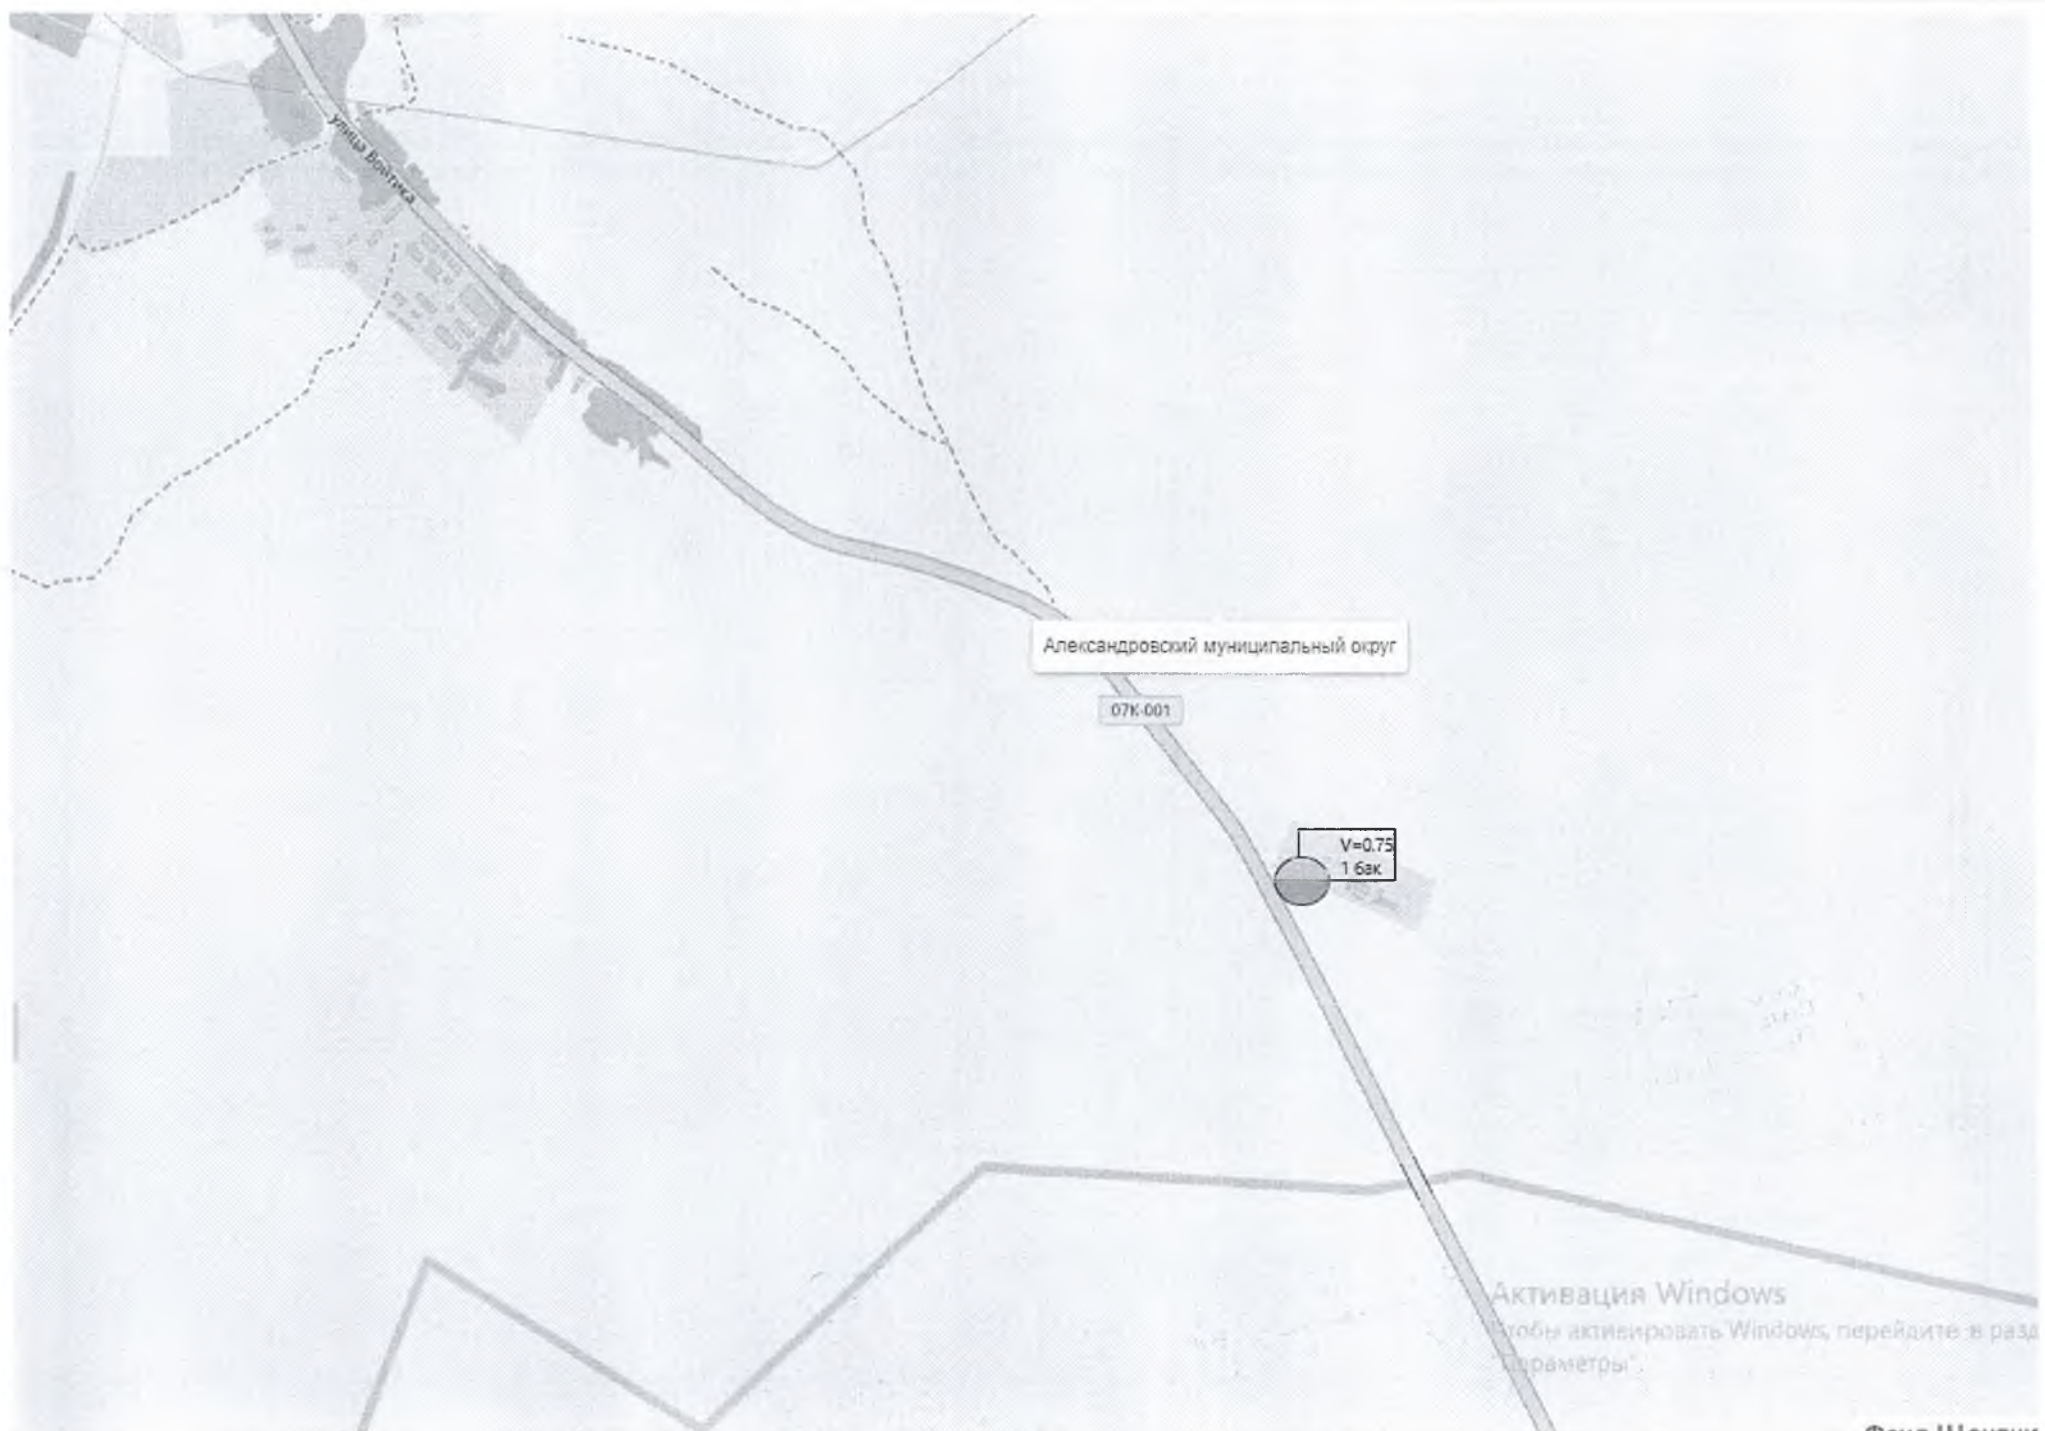 улица Войтика
Александровский муниципальный округ
07К-001
V=0.75
1 бак
Активация Windows
Чтобы активировать Windows, перейдите в разд
"Параметры".